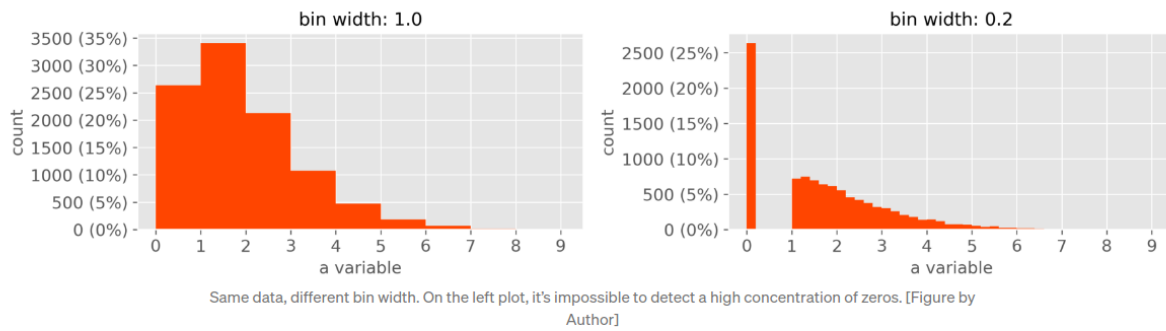 bin width: 1.0
3500 (35%)
3000 (30%)
2500 (25%)
2000 (20%)
1500 (15%)
1000 (10%)
500 (5%)
0 (0%)
count
0 1 2 3 4 5 6 7 8 9
a variable
bin width: 0.2
2500 (25%)
2000 (20%)
1500 (15%)
1000 (10%)
500 (5%)
0 (0%)
count
0 1 2 3 4 5 6 7 8 9
a variable
Same data, different bin width. On the left plot, it’s impossible to detect a high concentration of zeros. [Figure by
Author]